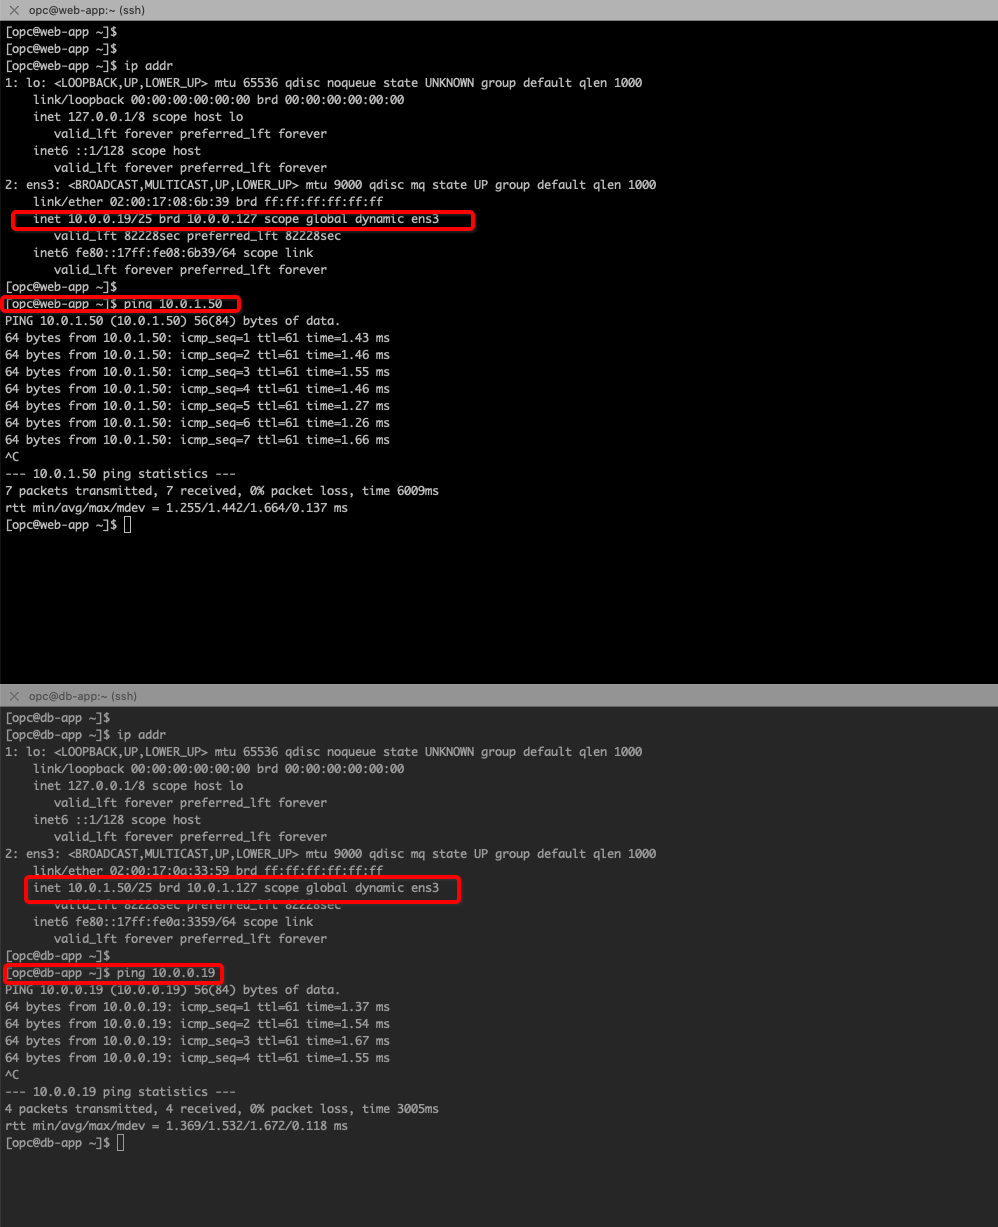 opc@web-app:~ (ssh)
[opc@web-app ~]$
[opc@web-app ~]$
[opc@web-app ~]$ ip addr
1: lo: <LOOPBACK,UP,LOWER_UP> mtu 65536 qdisc noqueue state UNKNOWN group default qlen 1000
    link/loopback 00:00:00:00:00:00 brd 00:00:00:00:00:00
    inet 127.0.0.1/8 scope host lo
       valid_lft forever preferred_lft forever
    inet6 ::1/128 scope host
       valid_lft forever preferred_lft forever
2: ens3: <BROADCAST,MULTICAST,UP,LOWER_UP> mtu 9000 qdisc mq state UP group default qlen 1000
    link/ether 02:00:17:08:6b:39 brd ff:ff:ff:ff:ff:ff
    inet 10.0.0.19/25 brd 10.0.0.127 scope global dynamic ens3
       valid_lft 82228sec preferred_lft 82228sec
    inet6 fe80::17ff:fe08:6b39/64 scope link
       valid_lft forever preferred_lft forever
[opc@web-app ~]$
[opc@web-app ~]$ ping 10.0.1.50
PING 10.0.1.50 (10.0.1.50) 56(84) bytes of data.
64 bytes from 10.0.1.50: icmp_seq=1 ttl=61 time=1.43 ms
64 bytes from 10.0.1.50: icmp_seq=2 ttl=61 time=1.46 ms
64 bytes from 10.0.1.50: icmp_seq=3 ttl=61 time=1.55 ms
64 bytes from 10.0.1.50: icmp_seq=4 ttl=61 time=1.46 ms
64 bytes from 10.0.1.50: icmp_seq=5 ttl=61 time=1.27 ms
64 bytes from 10.0.1.50: icmp_seq=6 ttl=61 time=1.26 ms
64 bytes from 10.0.1.50: icmp_seq=7 ttl=61 time=1.66 ms
^C
--- 10.0.1.50 ping statistics ---
7 packets transmitted, 7 received, 0% packet loss, time 6009ms
rtt min/avg/max/mdev = 1.255/1.442/1.664/0.137 ms
[opc@web-app ~]$
opc@db-app:~ (ssh)
[opc@db-app ~]$
[opc@db-app ~]$ ip addr
1: lo: <LOOPBACK,UP,LOWER_UP> mtu 65536 qdisc noqueue state UNKNOWN group default qlen 1000
    link/loopback 00:00:00:00:00:00 brd 00:00:00:00:00:00
    inet 127.0.0.1/8 scope host lo
       valid_lft forever preferred_lft forever
    inet6 ::1/128 scope host
       valid_lft forever preferred_lft forever
2: ens3: <BROADCAST,MULTICAST,UP,LOWER_UP> mtu 9000 qdisc mq state UP group default qlen 1000
    link/ether 02:00:17:0a:33:59 brd ff:ff:ff:ff:ff:ff
    inet 10.0.1.50/25 brd 10.0.1.127 scope global dynamic ens3
       valid_lft 82228sec preferred_lft 82228sec
    inet6 fe80::17ff:fe0a:3359/64 scope link
       valid_lft forever preferred_lft forever
[opc@db-app ~]$
[opc@db-app ~]$ ping 10.0.0.19
PING 10.0.0.19 (10.0.0.19) 56(84) bytes of data.
64 bytes from 10.0.0.19: icmp_seq=1 ttl=61 time=1.37 ms
64 bytes from 10.0.0.19: icmp_seq=2 ttl=61 time=1.54 ms
64 bytes from 10.0.0.19: icmp_seq=3 ttl=61 time=1.67 ms
64 bytes from 10.0.0.19: icmp_seq=4 ttl=61 time=1.55 ms
^C
--- 10.0.0.19 ping statistics ---
4 packets transmitted, 4 received, 0% packet loss, time 3005ms
rtt min/avg/max/mdev = 1.369/1.532/1.672/0.118 ms
[opc@db-app ~]$